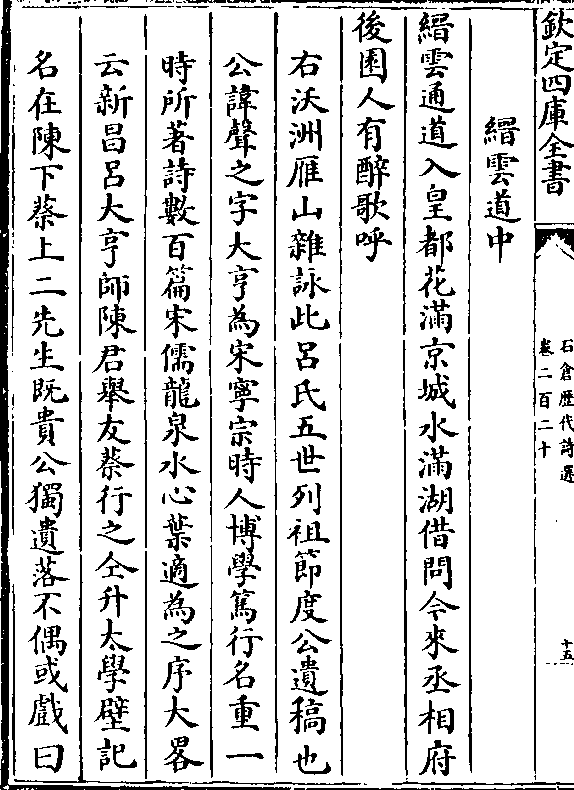 欽定四庫全書
石倉歴代詩選
卷二百二十
十五
縉雲道中
縉雲通道入皇都花滿京城水滿湖借問今來丞相府
後園人有醉歌呼
右沃洲雁山雜詠此呂氏五世列祖節度公遺稿也
公諱聲之字大亨為宋寧宗時人博學篤行名重一
時所著詩數百篇宋儒龍泉水心葉適為之序大畧
云新昌呂大亨師陳君舉友蔡行之仝升太學壁記
名在陳下蔡上二先生既貴公獨遺落不偶或戲曰